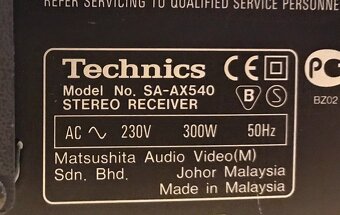 REFER SERVICING TO QUALIFIED SERVICE PERSONNEL
Technics CE
Model No. SA-AX540 B S
STEREO RECEIVER
PC
BZ02
AC ~ 230V 300W 50Hz
Matsushita Audio Video(M)
Sdn. Bhd. Johor Malaysia
Made in Malaysia